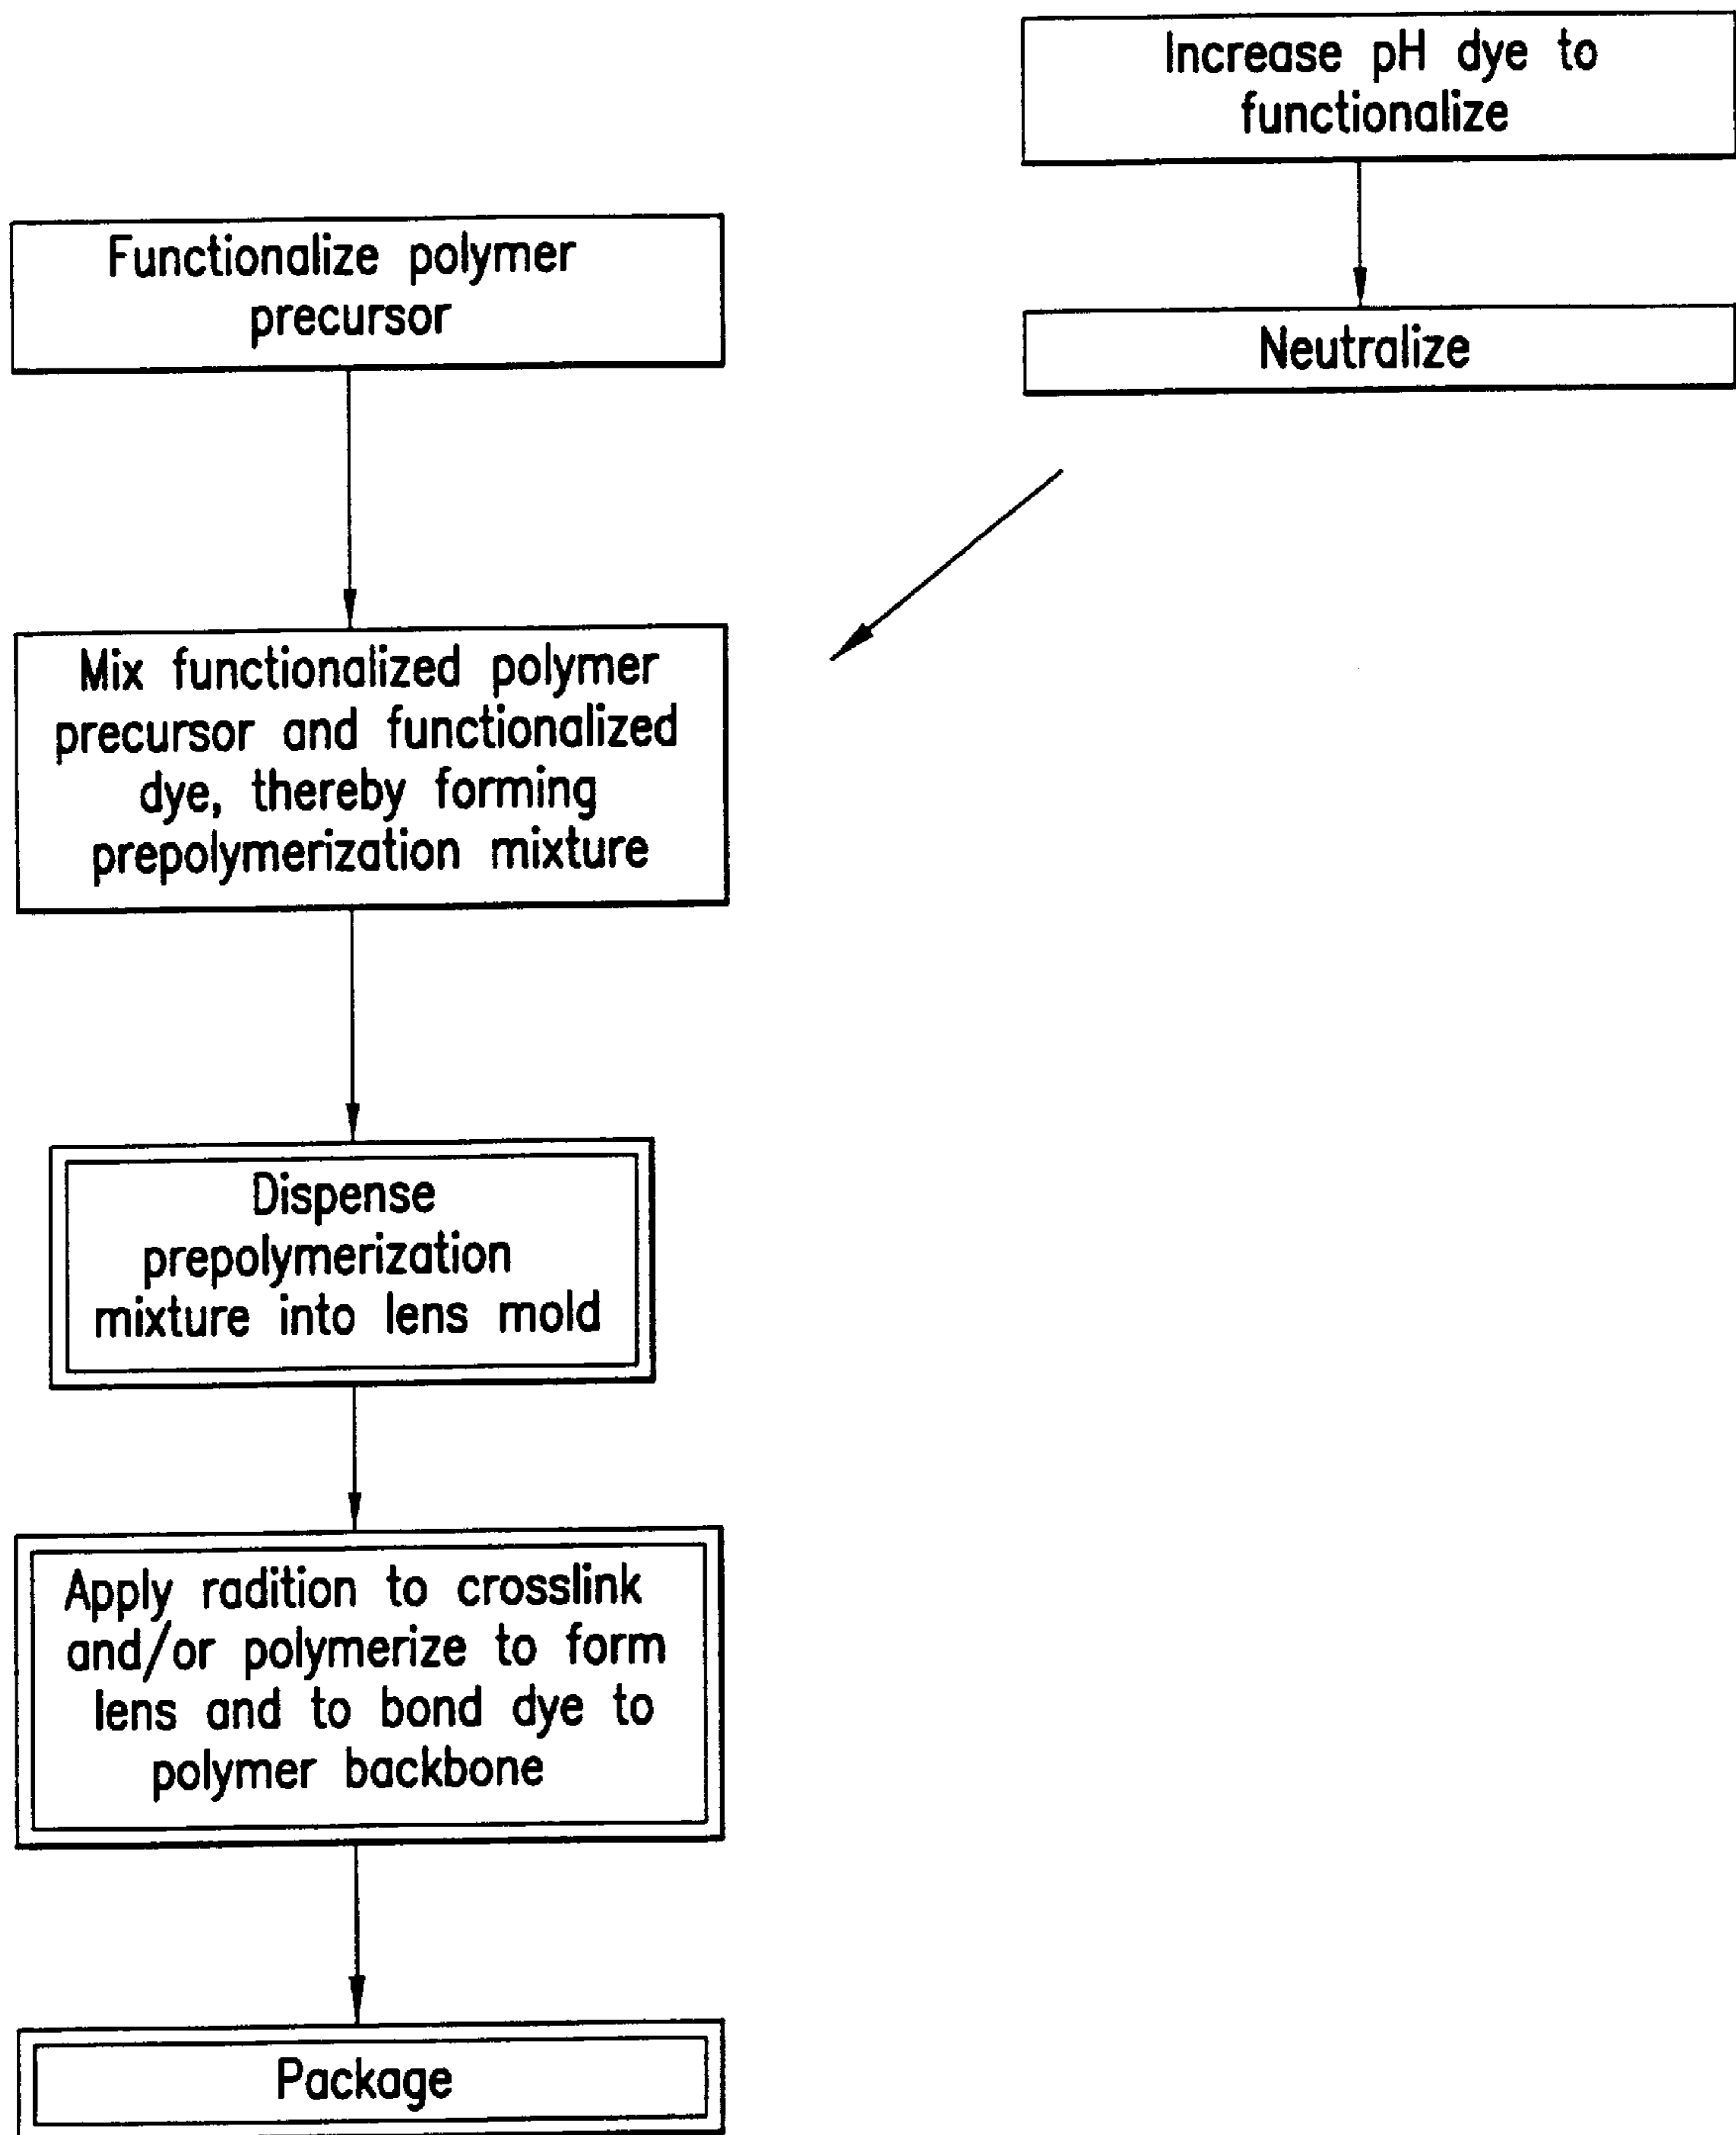 Increase pH dye to
functionalize
Functionalize polymer
precursor
Neutralize
Mix functionalized polymer
precursor and functionalized
dye, thereby forming
prepolymerization mixture
Dispense
prepolymerization
mixture into lens mold
Apply radition to crosslink
and/or polymerize to form
lens and to bond dye to
polymer backbone
Package